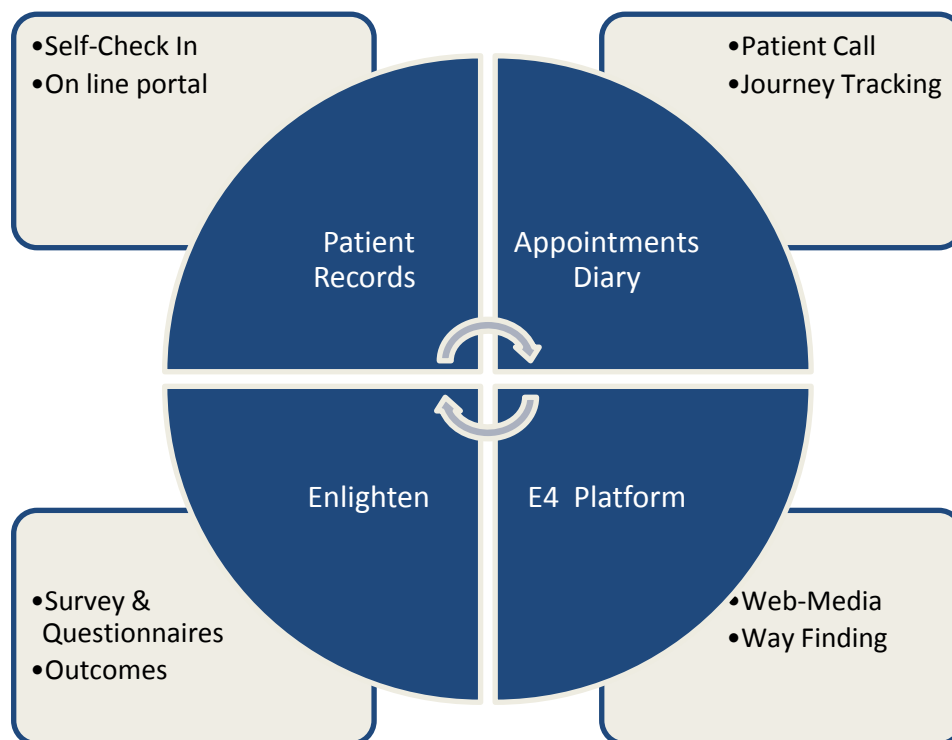 •Self-Check In
•On line portal
•Patient Call
•Journey Tracking
Patient
Records
Appointments
Diary
Enlighten
E4  Platform
•Survey &
Questionnaires
•Outcomes
•Web-Media
•Way Finding